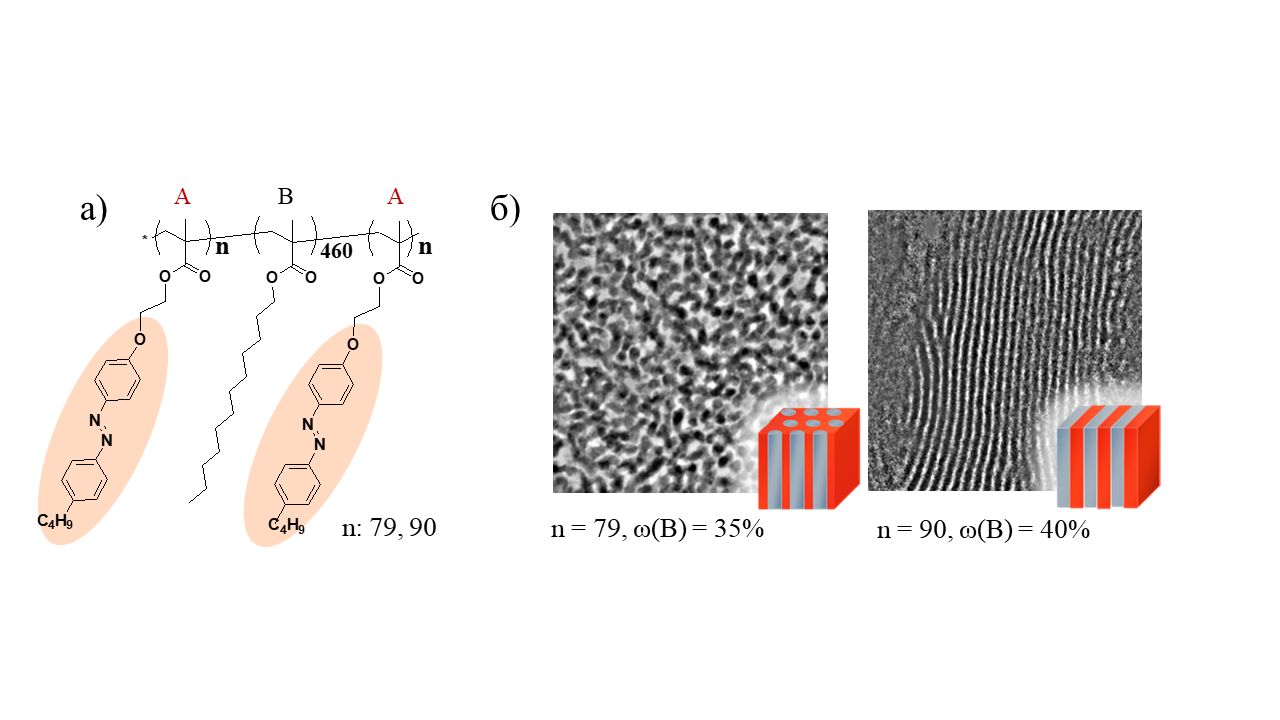 а)
A
B
A
*
n
460
n
O
O
O
O
O
O
O
O
N
N
N
N
C4H9
C4H9
n: 79, 90
б)
n = 79, ω(B) = 35%
n = 90, ω(B) = 40%